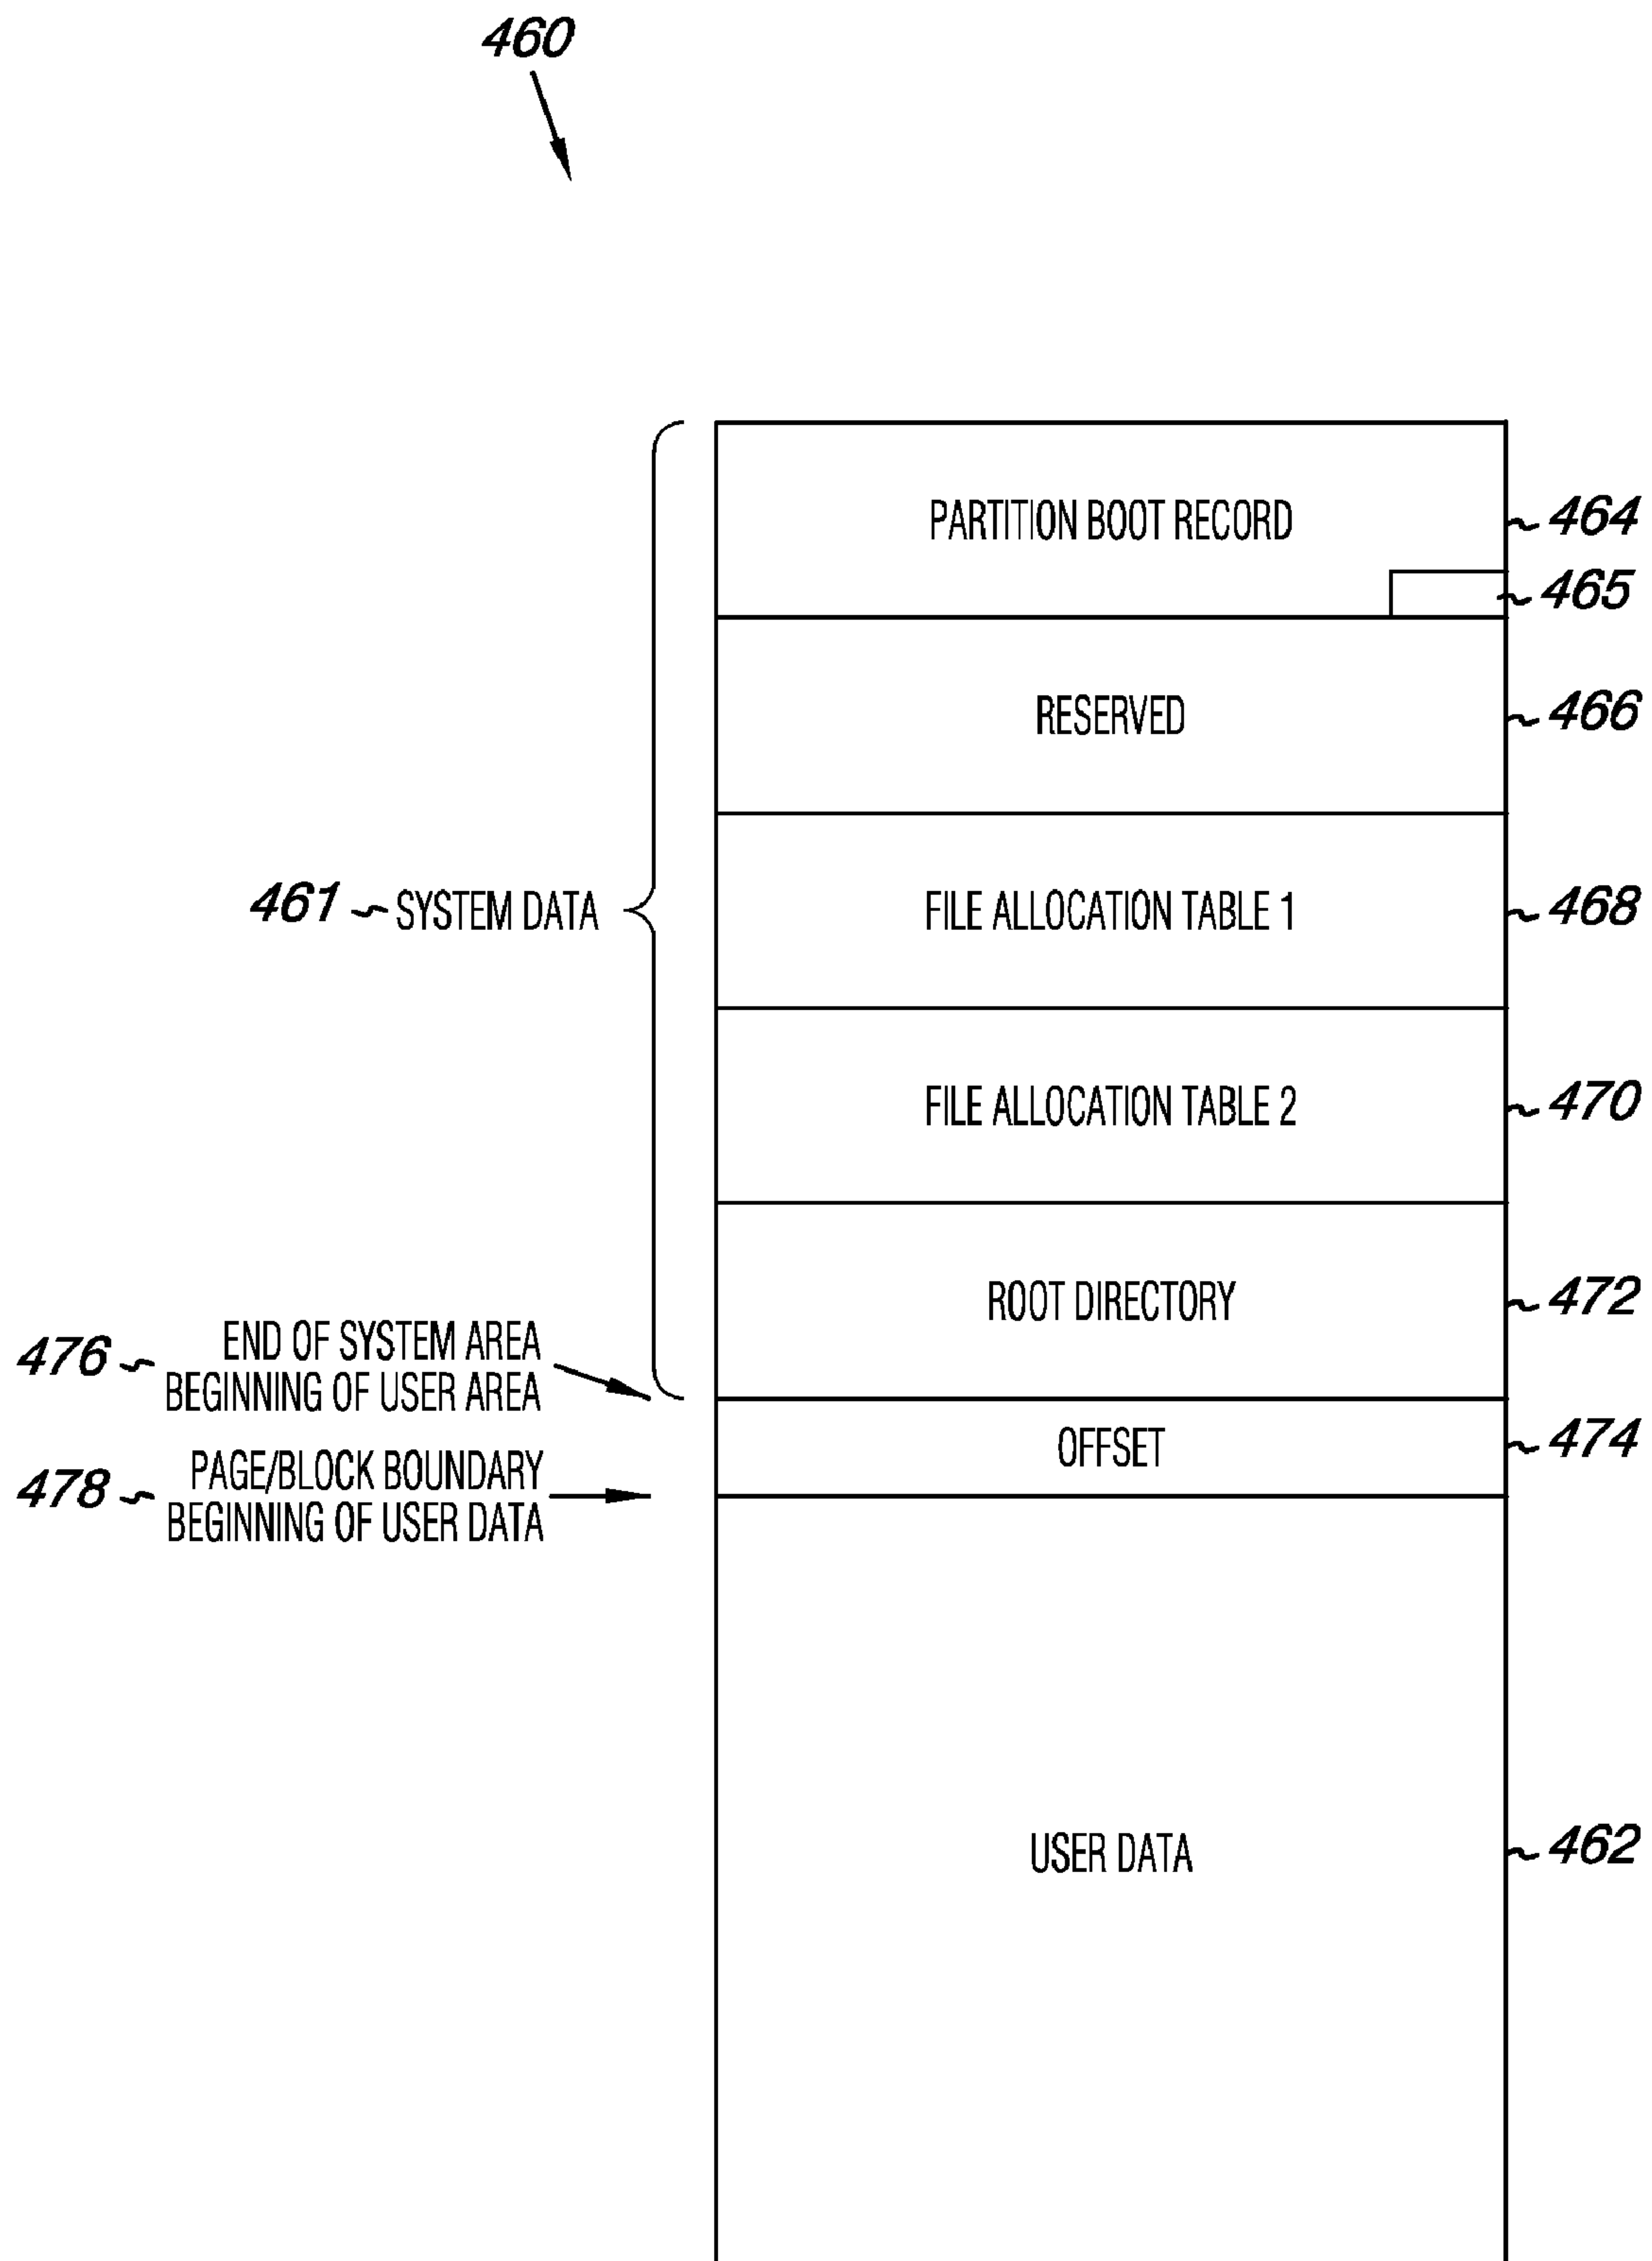 460
PARTITION BOOT RECORD
464
465
RESERVED
466
461 SYSTEM DATA
FILE ALLOCATION TABLE 1
468
FILE ALLOCATION TABLE 2
470
ROOT DIRECTORY
472
476
END OF SYSTEM AREA
BEGINNING OF USER AREA
OFFSET
474
478
PAGE/BLOCK BOUNDARY
BEGINNING OF USER DATA
USER DATA
462